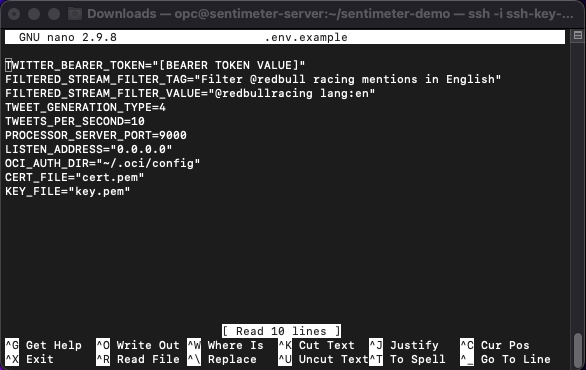 Downloads — opc@sentimeter-server:~/sentimeter-demo — ssh -i ssh-key-...
GNU nano 2.9.8 .env.example
TWITTER_BEARER_TOKEN="[BEARER TOKEN VALUE]"
FILTERED_STREAM_FILTER_TAG="Filter @redbull racing mentions in English"
FILTERED_STREAM_FILTER_VALUE="@redbullracing lang:en"
TWEET_GENERATION_TYPE=4
TWEETS_PER_SECOND=10
PROCESSOR_SERVER_PORT=9000
LISTEN_ADDRESS="0.0.0.0"
OCI_AUTH_DIR="~/.oci/config"
CERT_FILE="cert.pem"
KEY_FILE="key.pem"
[ Read 10 lines ]
^G Get Help ^O Write Out ^W Where Is ^K Cut Text ^J Justify ^C Cur Pos
^X Exit ^R Read File ^\ Replace ^U Uncut Text ^T To Spell ^_ Go To Line